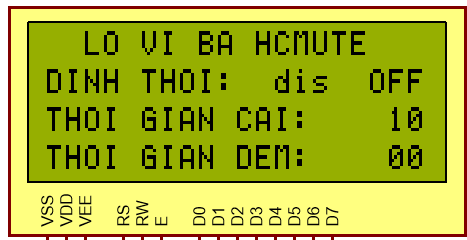 LO VI BA HCMUTE
DINH THOI: dis OFF
THOI GIAN CAI: 10
THOI GIAN DEM: 00
VSS VDD VEE RS RW E D0 D1 D2 D3 D4 D5 D6 D7